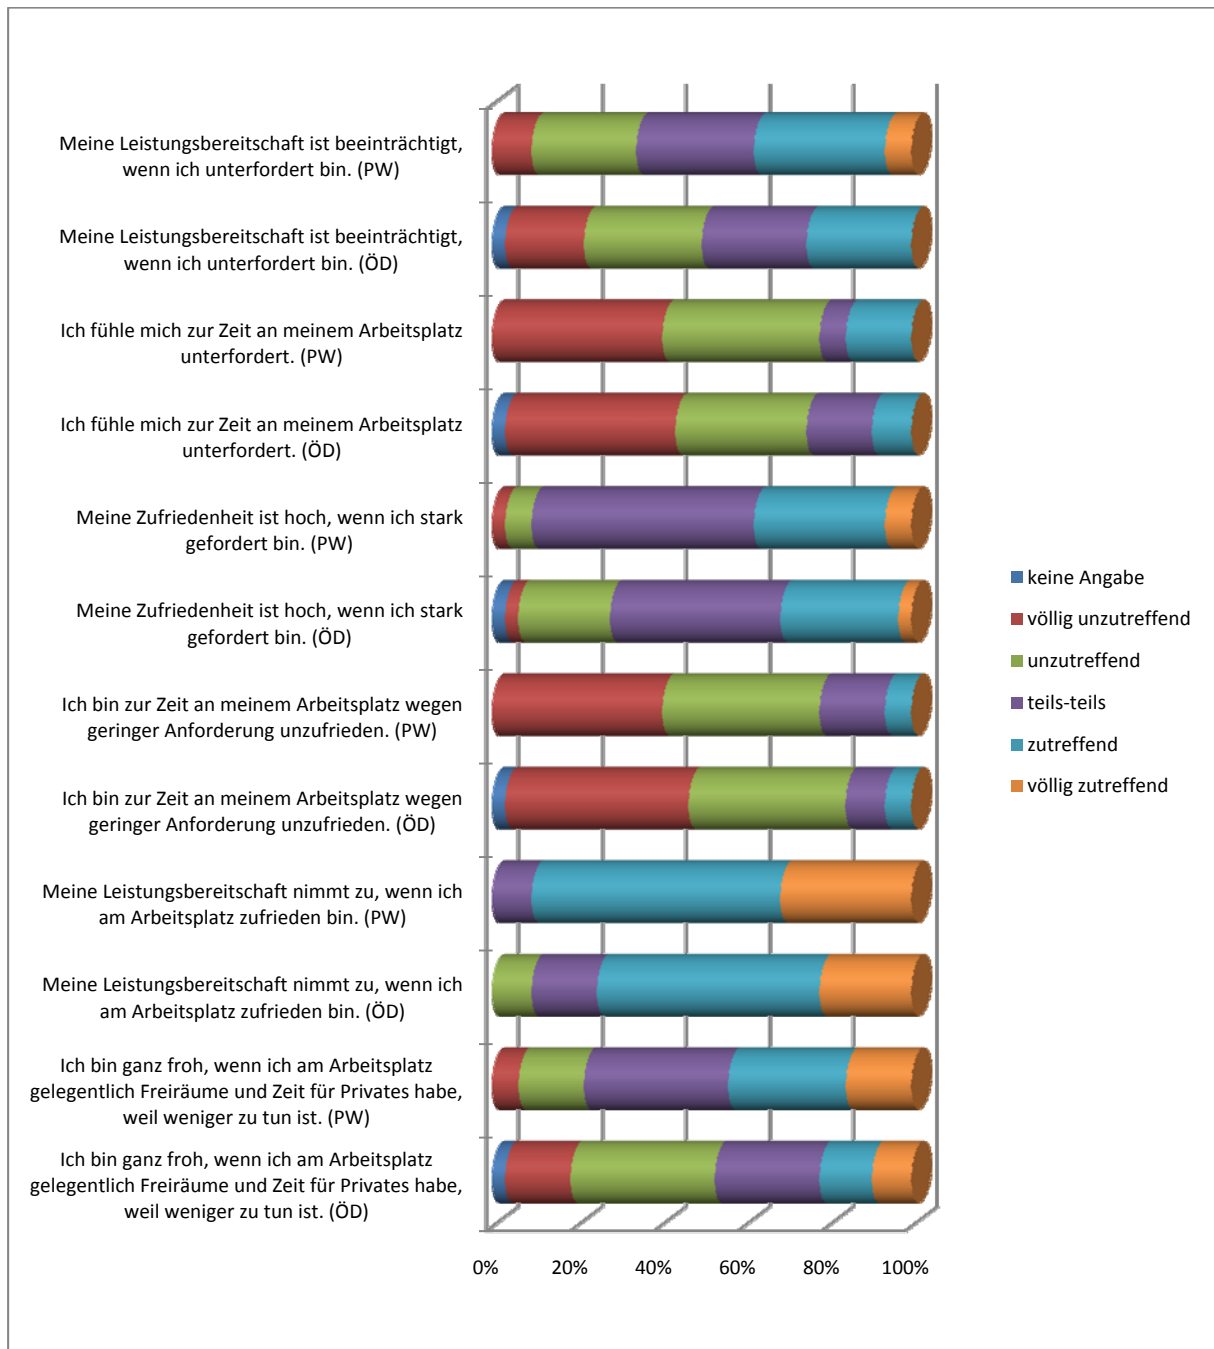 Meine Leistungsbereitschaft ist beeinträchtigt,
wenn ich unterfordert bin. (PW)
Meine Leistungsbereitschaft ist beeinträchtigt,
wenn ich unterfordert bin. (ÖD)
Ich fühle mich zur Zeit an meinem Arbeitsplatz
unterfordert. (PW)
Ich fühle mich zur Zeit an meinem Arbeitsplatz
unterfordert. (ÖD)
Meine Zufriedenheit ist hoch, wenn ich stark
gefordert bin. (PW)
Meine Zufriedenheit ist hoch, wenn ich stark
gefordert bin. (ÖD)
Ich bin zur Zeit an meinem Arbeitsplatz wegen
geringer Anforderung unzufrieden. (PW)
Ich bin zur Zeit an meinem Arbeitsplatz wegen
geringer Anforderung unzufrieden. (ÖD)
Meine Leistungsbereitschaft nimmt zu, wenn ich
am Arbeitsplatz zufrieden bin. (PW)
Meine Leistungsbereitschaft nimmt zu, wenn ich
am Arbeitsplatz zufrieden bin. (ÖD)
Ich bin ganz froh, wenn ich am Arbeitsplatz
gelegentlich Freiräume und Zeit für Privates habe,
weil weniger zu tun ist. (PW)
Ich bin ganz froh, wenn ich am Arbeitsplatz
gelegentlich Freiräume und Zeit für Privates habe,
weil weniger zu tun ist. (ÖD)
0% 20% 40% 60% 80% 100%
keine Angabe
völlig unzutreffend
unzutreffend
teils-teils
zutreffend
völlig zutreffend